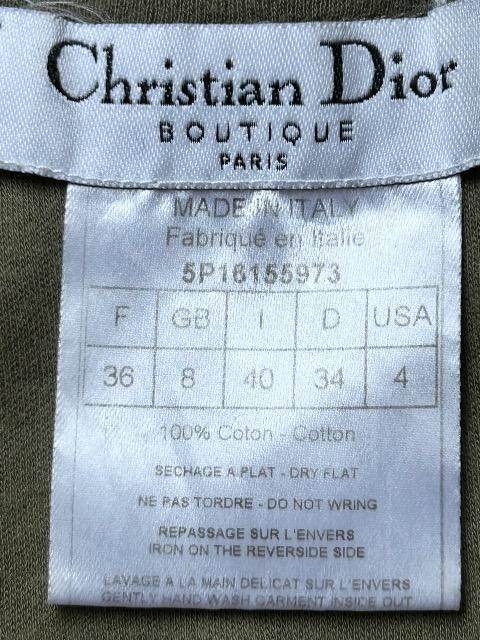 Christian Dior
BOUTIQUE
PARIS
MADE IN ITALY
Fabriqué en Italie
5P16155973
F GB I D USA
36 8 40 34 4
100% Coton - Cotton
SECHAGE A PLAT - DRY FLAT
NE PAS TORDRE - DO NOT WRING
REPASSAGE SUR L'ENVERS
IRON ON THE REVERSIDE SIDE
LAVAGE A LA MAIN DELICAT SUR L'ENVERS
GENTLY HAND WASH GARMENT INSIDE OUT